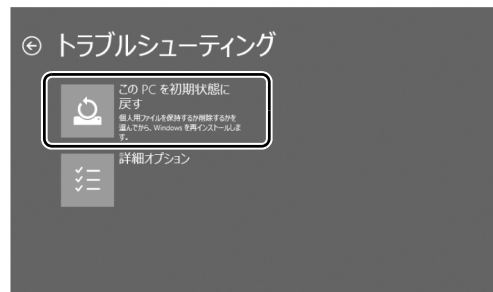 トラブルシューティング
この PC を初期状態に
戻す
個人用ファイルを保持するか削除するかを
選んでから、Windows を再インストールしま
す。
詳細オプション